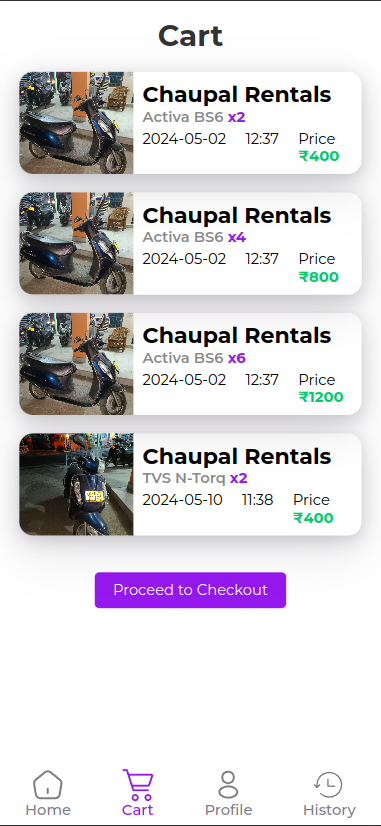 Cart
Chaupal Rentals
Activa BS6 x2
2024-05-02 12:37 Price
₹400
Chaupal Rentals
Activa BS6 x4
2024-05-02 12:37 Price
₹800
Chaupal Rentals
Activa BS6 x6
2024-05-02 12:37 Price
₹1200
Chaupal Rentals
TVS N-Torq x2
2024-05-10 11:38 Price
₹400
Proceed to Checkout
Home Cart Profile History